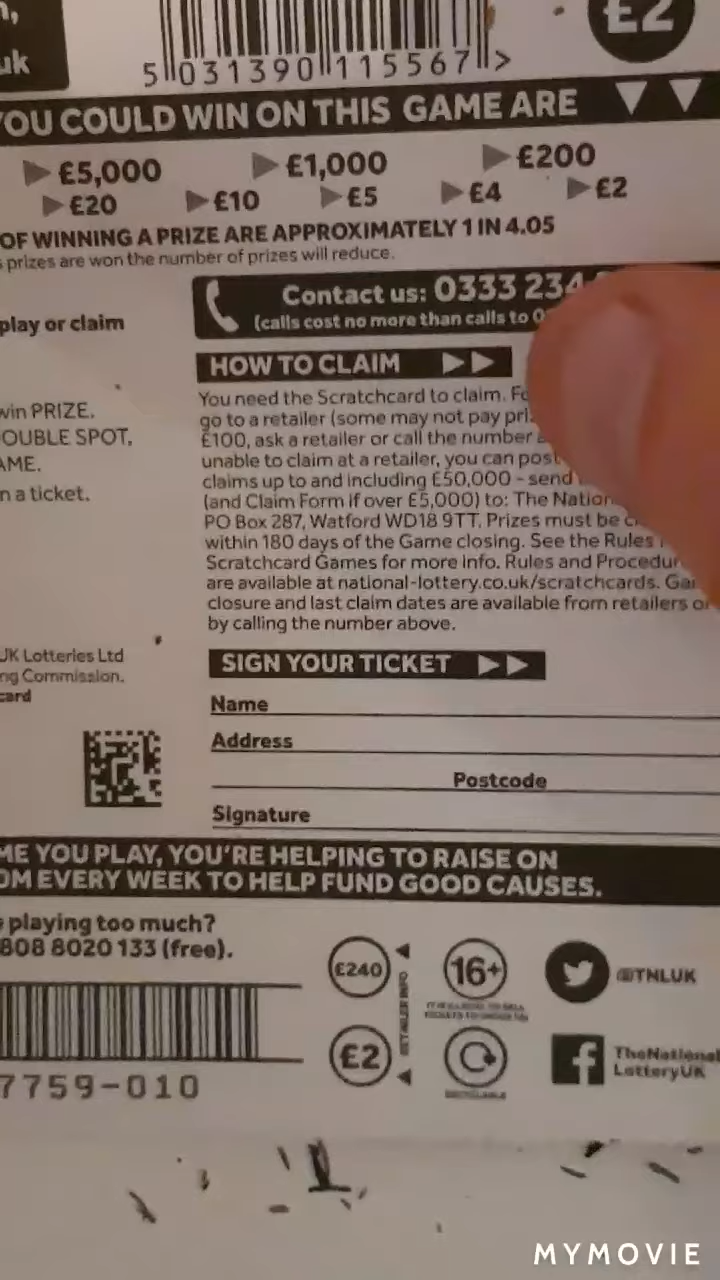 uk
£2
5 031390 115567 >
YOU COULD WIN ON THIS GAME ARE
£5,000 £1,000 £200
£20 £10 £5 £4 £2
OF WINNING A PRIZE ARE APPROXIMATELY 1 IN 4.05
prizes are won the number of prizes will reduce.
Contact us: 0333 234
(calls cost no more than calls to
play or claim
HOW TO CLAIM
win PRIZE.
DOUBLE SPOT,
AME.
n a ticket.
You need the Scratchcard to claim.
go to a retailer (some may not pay
£100, ask a retailer or call the number
unable to claim at a retailer, you can post
claims up to and including £50,000 - send
(and Claim Form if over £5,000) to: The
PO Box 287, Watford WD18 9TT. Prizes must be
within 180 days of the Game closing. See the Rules
Scratchcard Games for more info. Rules and
are available at national-lottery.co.uk/scratchcards.
closure and last claim dates are available from retailers or
by calling the number above.
UK Lotteries Ltd
ng Commission.
card
SIGN YOUR TICKET
Name
Address
Postcode
Signature
ME YOU PLAY, YOU'RE HELPING TO RAISE ON
OM EVERY WEEK TO HELP FUND GOOD CAUSES.
playing too much?
808 8020 133 (free).
£240
£2
RETAILER INFO
16+
RECYCLABLE
@TNLUK
TheNational
LotteryUK
7759-010
MYMOVIE